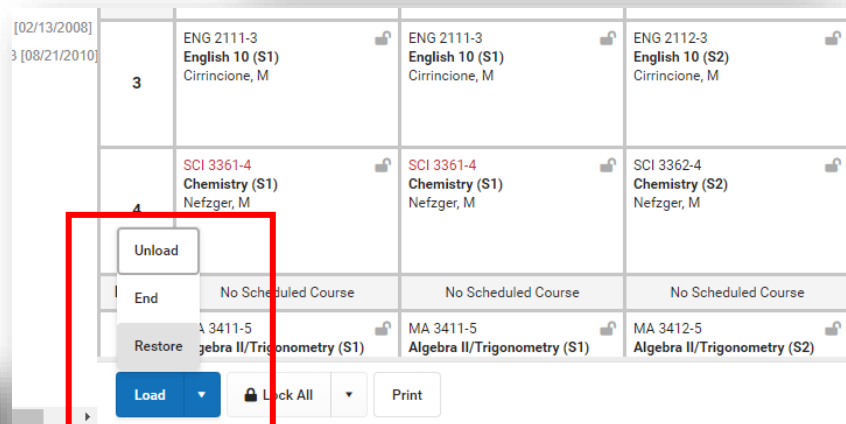 [02/13/2008]
3 [08/21/2010]
3
ENG 2111-3
English 10 (S1)
Cirrincione, M
ENG 2111-3
English 10 (S1)
Cirrincione, M
ENG 2112-3
English 10 (S2)
Cirrincione, M
4
SCI 3361-4
Chemistry (S1)
Nefzger, M
SCI 3361-4
Chemistry (S1)
Nefzger, M
SCI 3362-4
Chemistry (S2)
Nefzger, M
Unload
End
Restore
No Scheduled Course
No Scheduled Course
No Scheduled Course
A 3411-5
gebra II/Trigonometry (S1)
MA 3411-5
Algebra II/Trigonometry (S1)
MA 3412-5
Algebra II/Trigonometry (S2)
Load
Lock All
Print